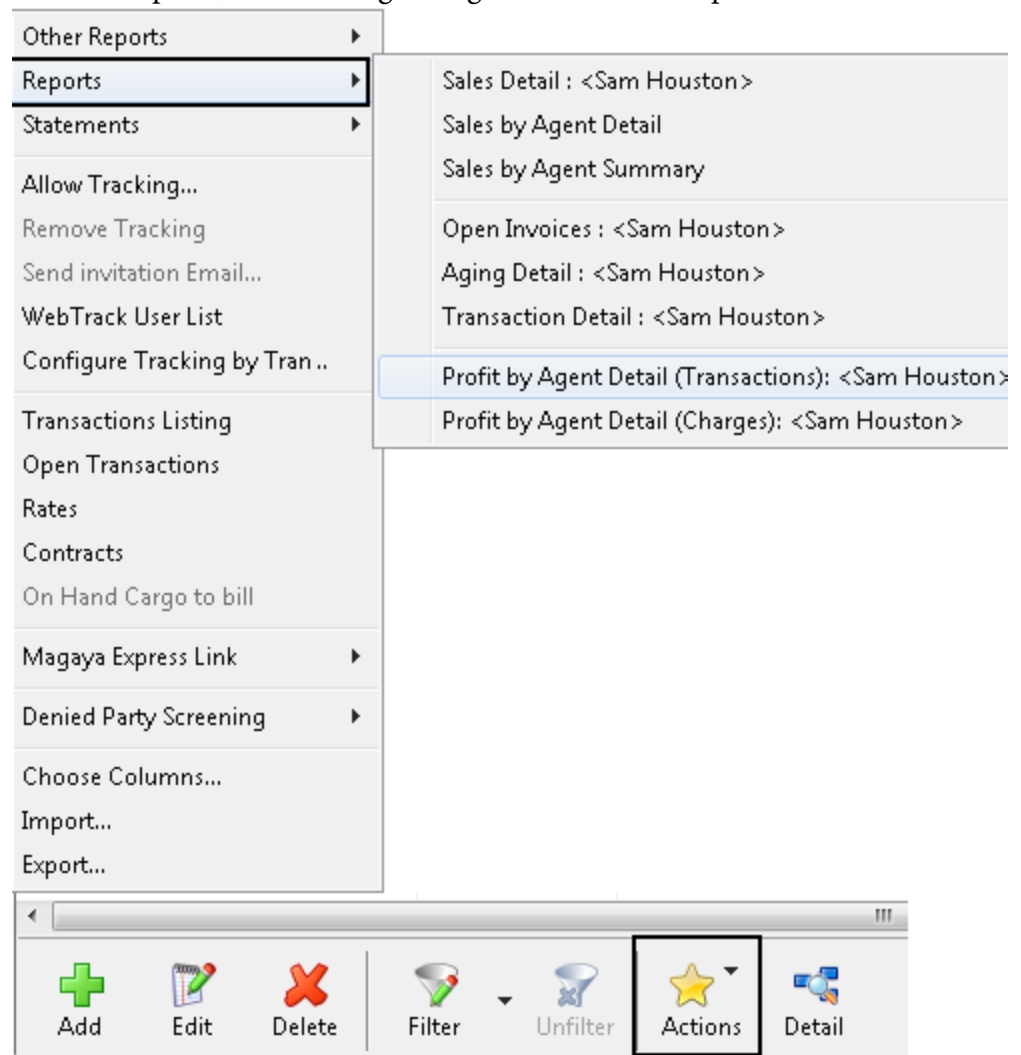 Other Reports
Reports
Statements
Allow Tracking...
Remove Tracking
Send invitation Email...
WebTrack User List
Configure Tracking by Tran ..
Transactions Listing
Open Transactions
Rates
Contracts
On Hand Cargo to bill
Magaya Express Link
Denied Party Screening
Choose Columns...
Import...
Export...
Sales Detail : <Sam Houston>
Sales by Agent Detail
Sales by Agent Summary
Open Invoices : <Sam Houston>
Aging Detail : <Sam Houston>
Transaction Detail : <Sam Houston>
Profit by Agent Detail (Transactions): <Sam Houston>
Profit by Agent Detail (Charges): <Sam Houston>
Add Edit Delete Filter Unfilter Actions Detail